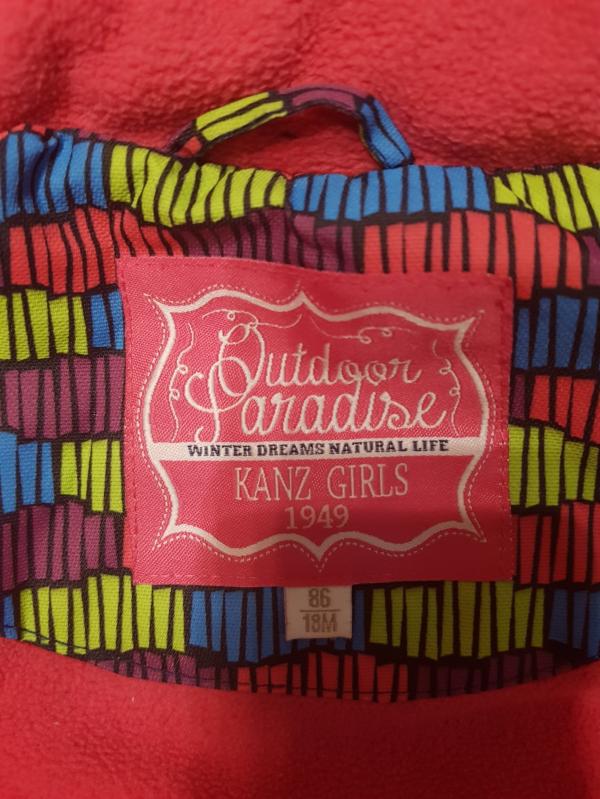 Outdoor
Paradise
WINTER DREAMS NATURAL LIFE
KANZ GIRLS
1949
86
18M